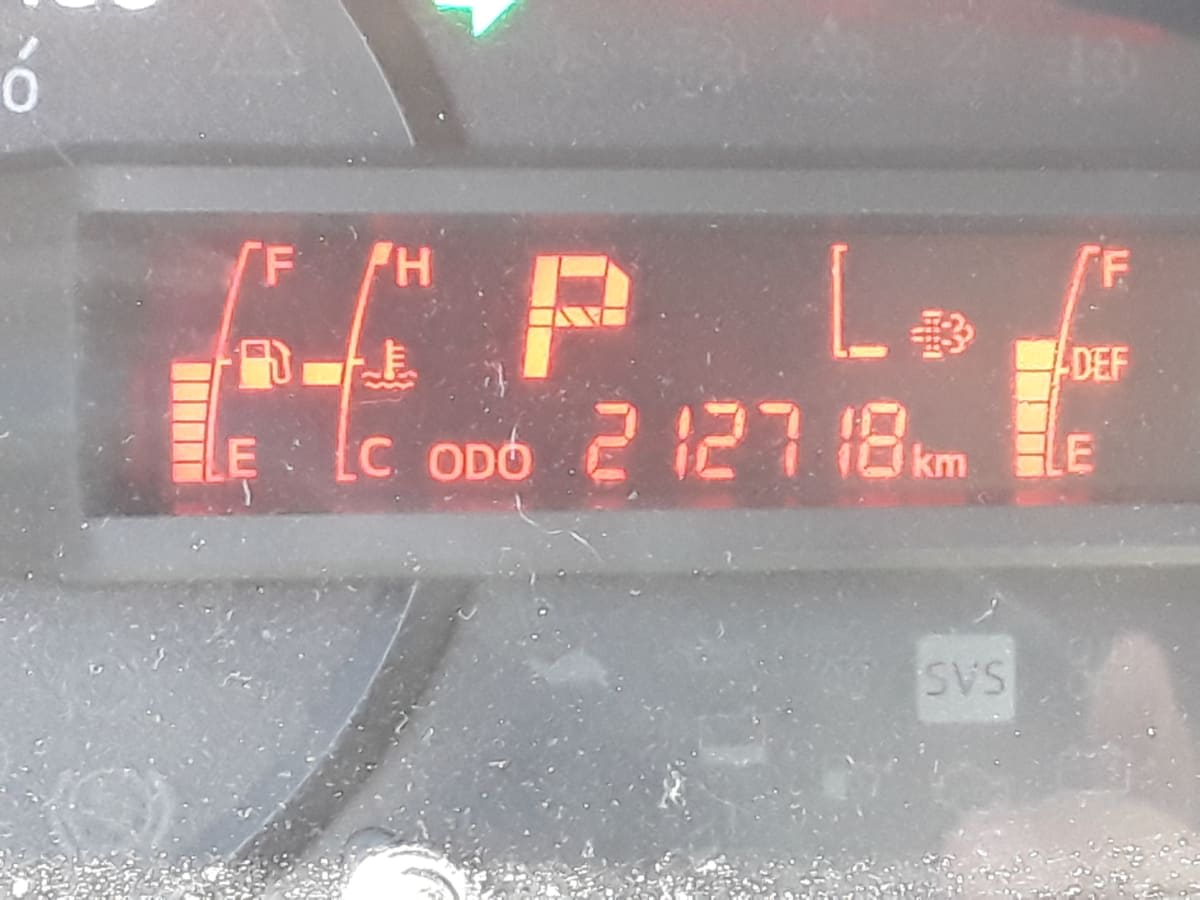 F H P F
DEF
E C ODO 212718 km E
SVS